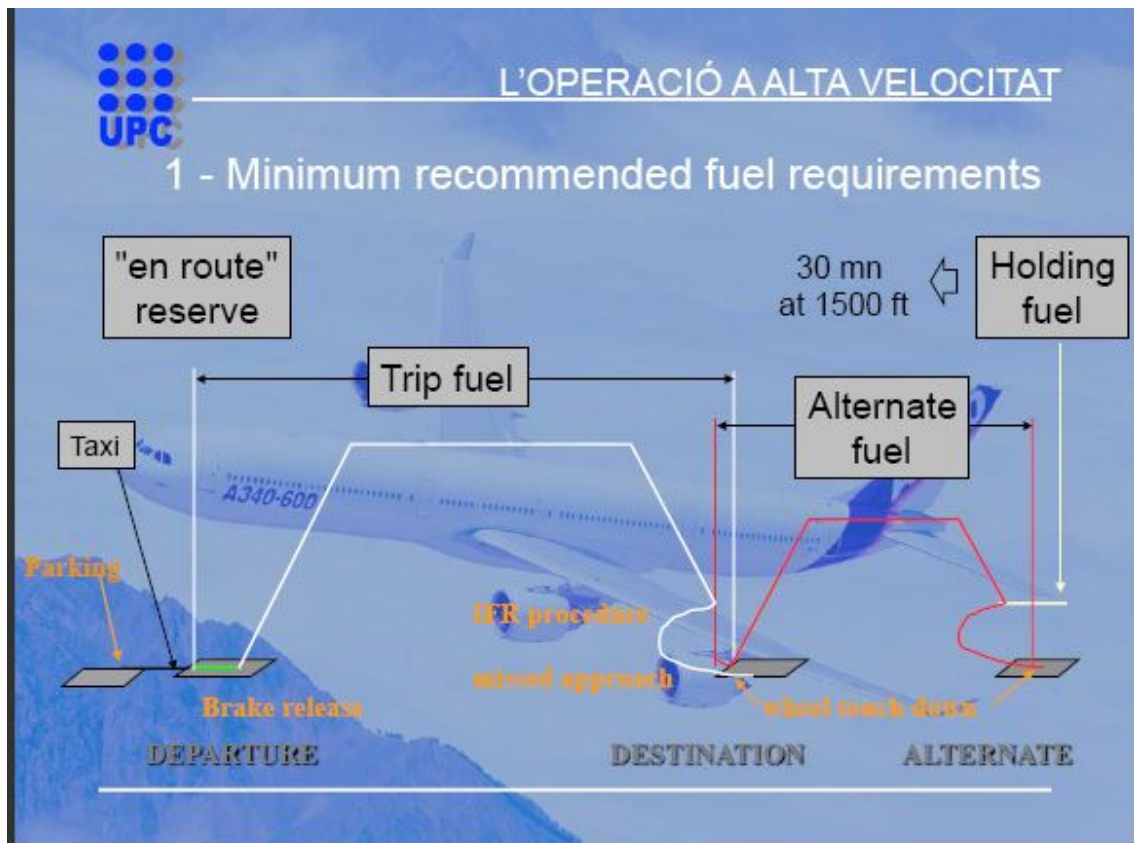 UPC
L'OPERACIÓ A ALTA VELOCITAT
1 - Minimum recommended fuel requirements
"en route"
reserve
30 mn
at 1500 ft
Holding
fuel
Trip fuel
Alternate
fuel
Taxi
A340-600
Parking
IFR procedure
missed approach
Brake release
wheel touch down
DEPARTURE
DESTINATION
ALTERNATE